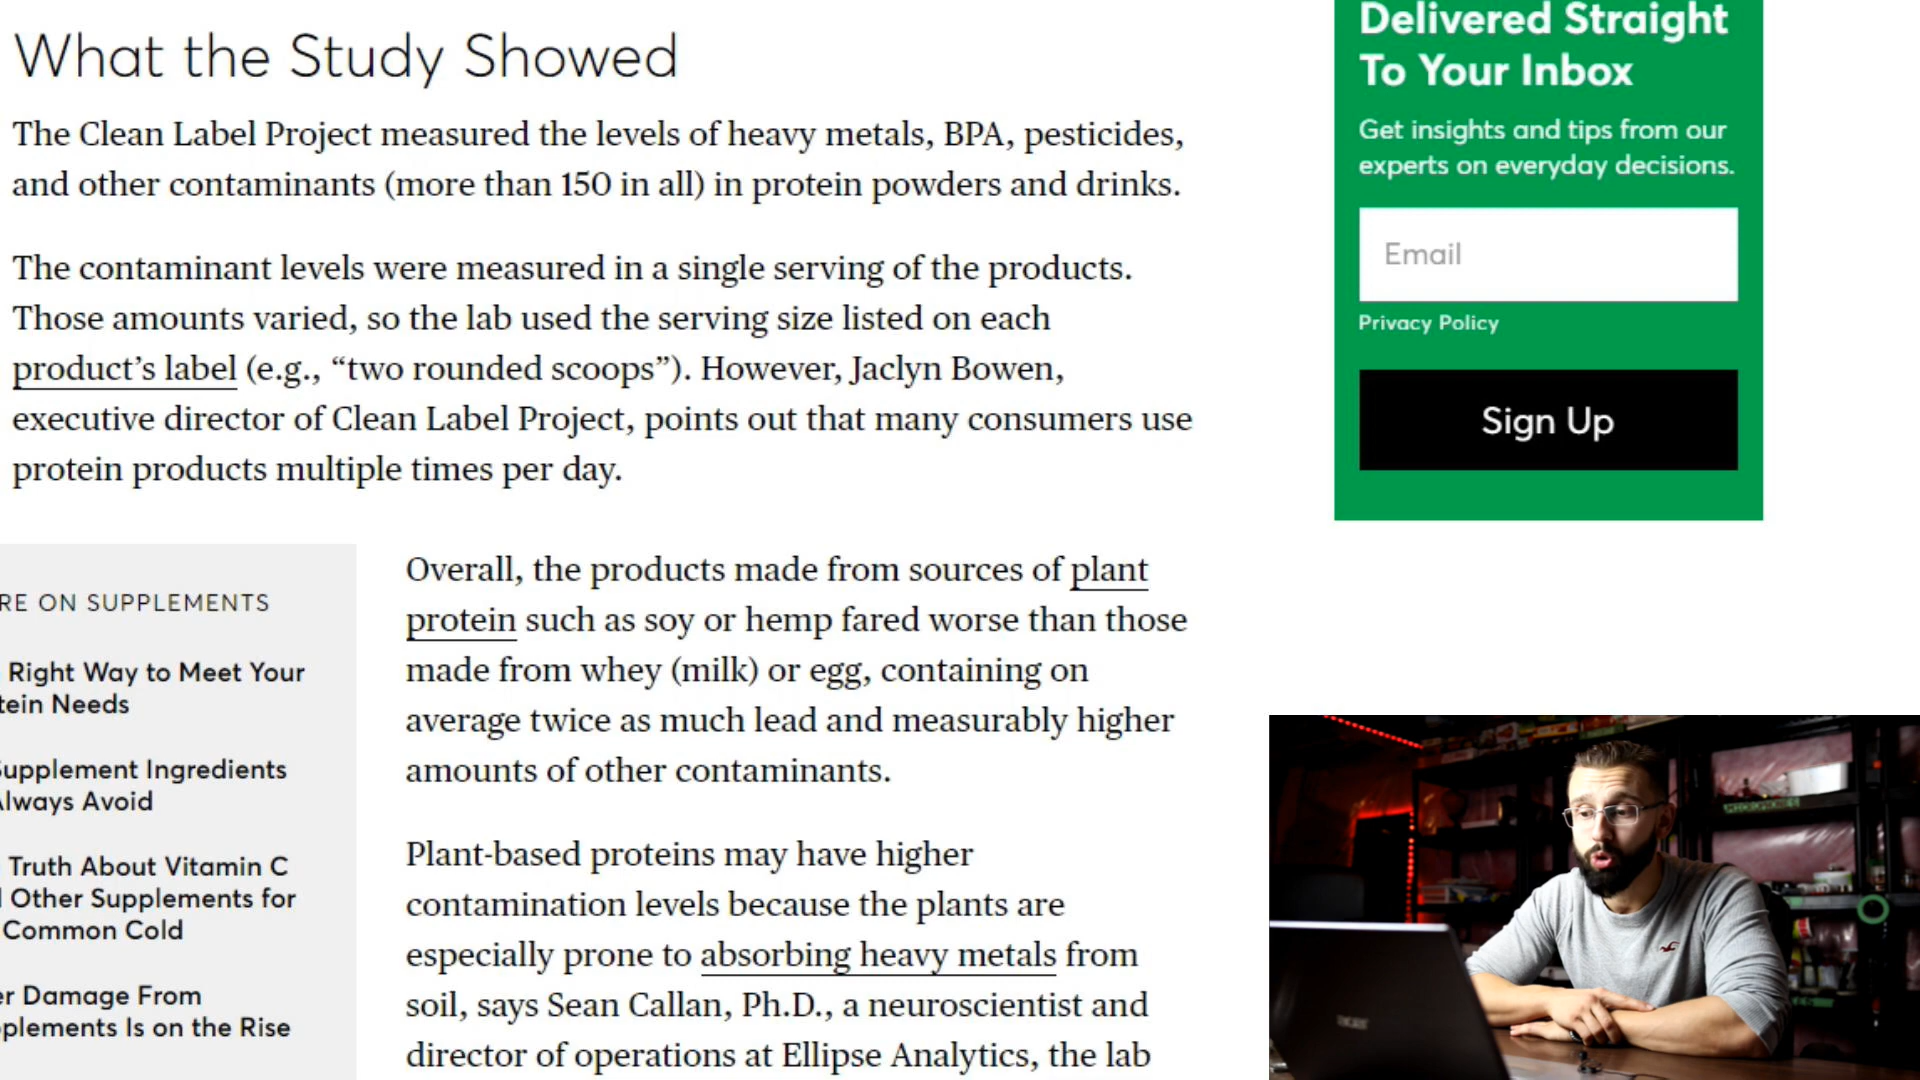 What the Study Showed
The Clean Label Project measured the levels of heavy metals, BPA, pesticides,
and other contaminants (more than 150 in all) in protein powders and drinks.
The contaminant levels were measured in a single serving of the products.
Those amounts varied, so the lab used the serving size listed on each
product’s label (e.g., “two rounded scoops”). However, Jaclyn Bowen,
executive director of Clean Label Project, points out that many consumers use
protein products multiple times per day.
RE ON SUPPLEMENTS
Right Way to Meet Your
tein Needs
Supplement Ingredients
Always Avoid
Truth About Vitamin C
Other Supplements for
Common Cold
er Damage From
plements Is on the Rise
Overall, the products made from sources of plant
protein such as soy or hemp fared worse than those
made from whey (milk) or egg, containing on
average twice as much lead and measurably higher
amounts of other contaminants.
Plant-based proteins may have higher
contamination levels because the plants are
especially prone to absorbing heavy metals from
soil, says Sean Callan, Ph.D., a neuroscientist and
director of operations at Ellipse Analytics, the lab
Delivered Straight
To Your Inbox
Get insights and tips from our
experts on everyday decisions.
Email
Privacy Policy
Sign Up